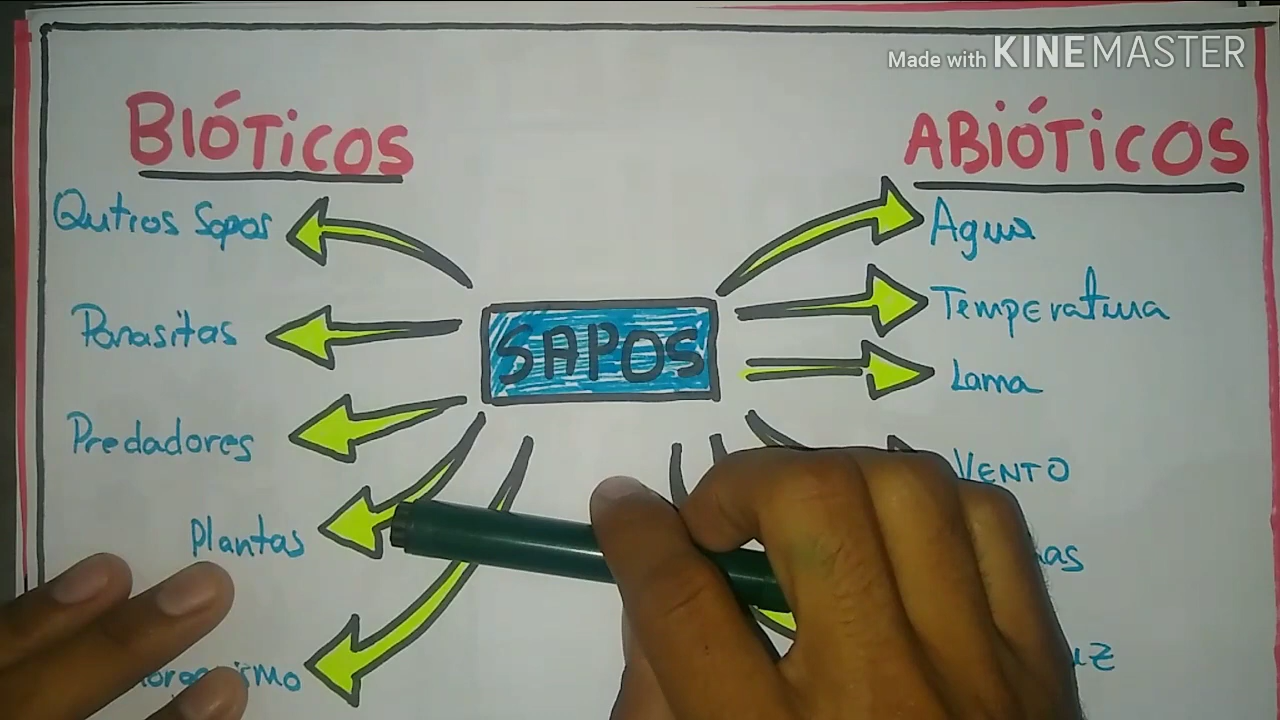 Made with KINEMASTER
BIÓTICOS
ABIÓTICOS
Outros Sapos
Agua
Parasitas
Temperatura
SAPOS
Lama
Predadores
VENTO
Plantas